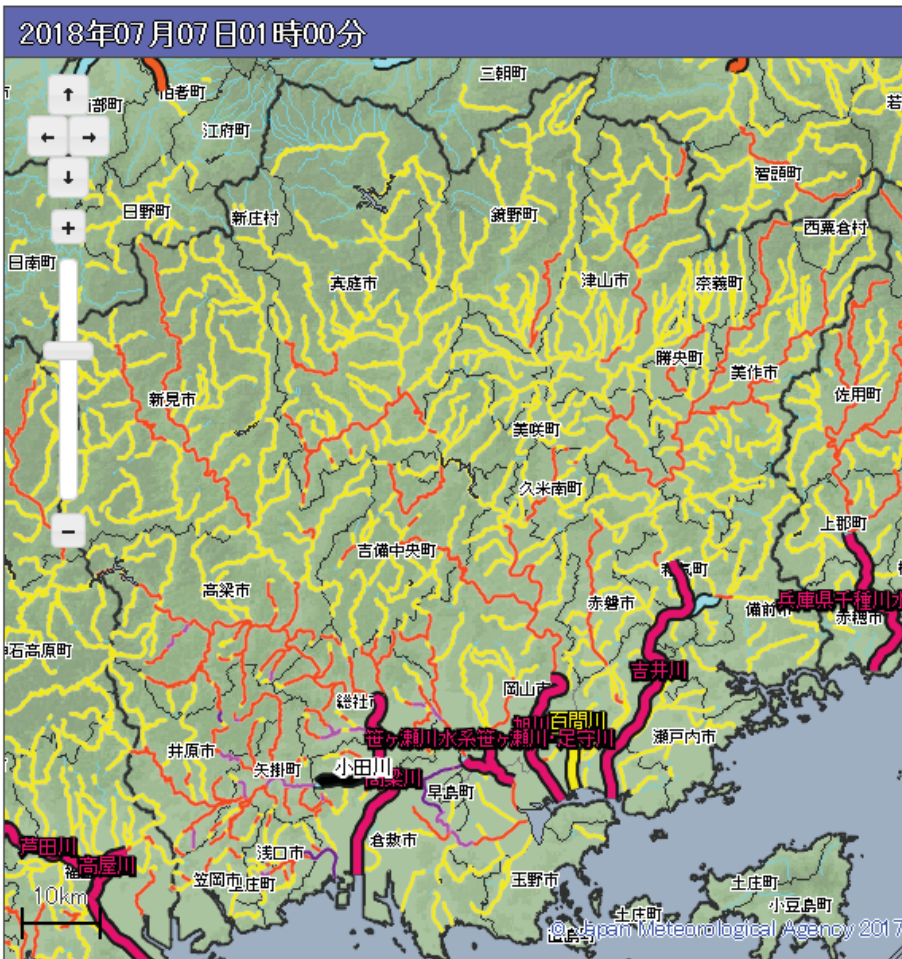 2018年07月07日01時00分
三朝町
伯耆町
江府町
智頭町
日野町
新庄村
鏡野町
西粟倉村
日南町
真庭市
津山市
奈義町
勝央町
美作市
新見市
佐用町
美咲町
久米南町
上郡町
吉備中央町
高梁市
和気町
赤磐市
備前市
兵庫県千種川水
赤穂市
石高原町
吉井川
総社市
岡山市
旭川
百間川
笹ヶ瀬川水系笹ヶ瀬川・足守川
瀬戸内市
井原市
矢掛町
小田川
高梁川
早島町
倉敷市
芦田川
高屋川
浅口市
笠岡市
里庄町
玉野市
土庄町
小豆島町
10km
土庄町
© Japan Meteorological Agency 2017